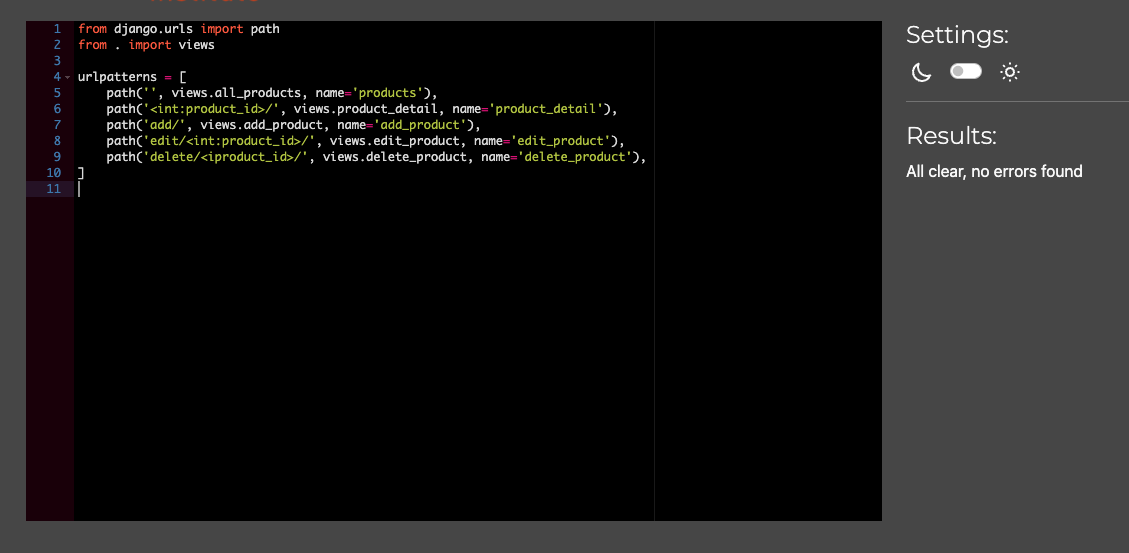 1 from django.urls import path
2 from . import views
3
4 urlpatterns = [
5     path('', views.all_products, name='products'),
6     path('<int:product_id>/', views.product_detail, name='product_detail'),
7     path('add/', views.add_product, name='add_product'),
8     path('edit/<int:product_id>/', views.edit_product, name='edit_product'),
9     path('delete/<iproduct_id>/', views.delete_product, name='delete_product'),
10 ]
11
Settings:
Results:
All clear, no errors found